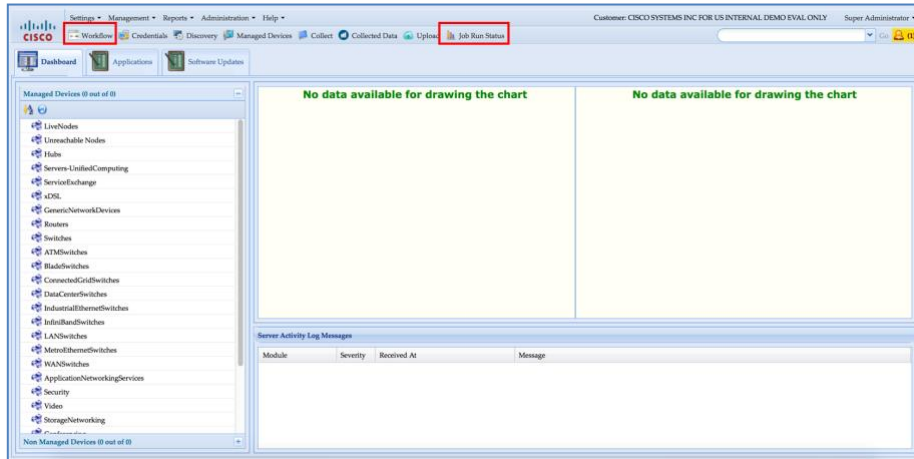 Settings Management Reports Administration Help
Customer: CISCO SYSTEMS INC FOR US INTERNAL DEMO EVAL ONLY Super Administrator
CISCO
Workflow Credentials Discovery Managed Devices Collect Collected Data Upload Job Run Status
Go
Dashboard Applications Software Updates
Managed Devices (0 out of 0)
No data available for drawing the chart
No data available for drawing the chart
LiveNodes
Unreachable Nodes
Hubs
Servers-UnifiedComputing
ServiceExchange
xDSL
GenericNetworkDevices
Routers
Switches
ATMSwitches
BladeSwitches
ConnectedGridSwitches
DataCenterSwitches
IndustrialEthernetSwitches
InfiniBandSwitches
LANSwitches
MetroEthernetSwitches
WANSwitches
ApplicationNetworkingServices
Security
Video
StorageNetworking
Non Managed Devices (0 out of 0)
Server Activity Log Messages
Module Severity Received At Message